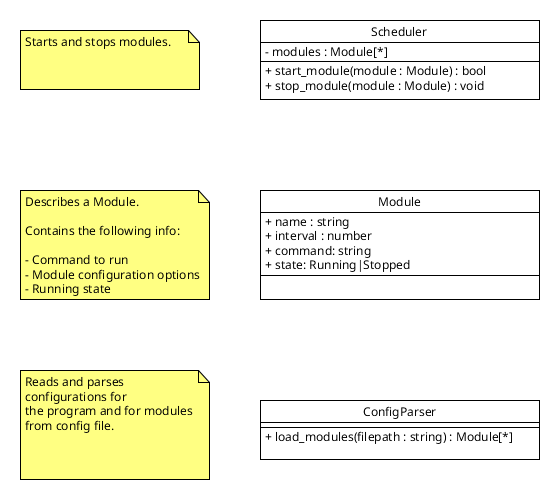 Starts and stops modules.
Scheduler
- modules : Module[*]
+ start_module(module : Module) : bool
+ stop_module(module : Module) : void
Describes a Module.
Contains the following info:
- Command to run
- Module configuration options
- Running state
Module
+ name : string
+ interval : number
+ command: string
+ state: Running|Stopped
Reads and parses
configurations for
the program and for modules
from config file.
ConfigParser
+ load_modules(filepath : string) : Module[*]